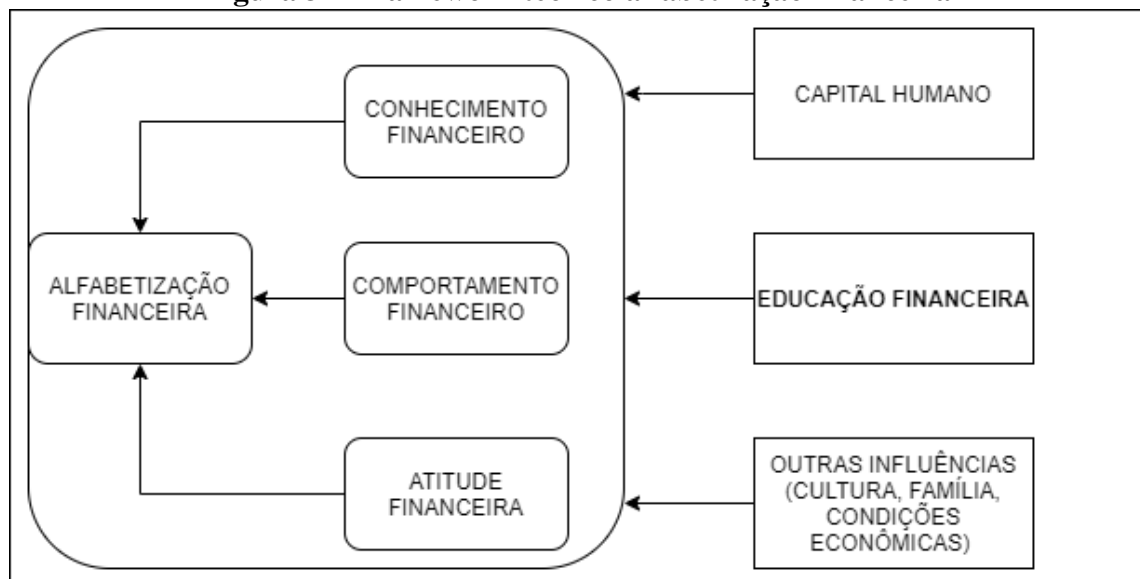 CONHECIMENTO
FINANCEIRO
CAPITAL HUMANO
ALFABETIZAÇÃO
FINANCEIRA
COMPORTAMENTO
FINANCEIRO
EDUCAÇÃO FINANCEIRA
ATITUDE
FINANCEIRA
OUTRAS INFLUÊNCIAS
(CULTURA, FAMÍLIA,
CONDIÇÕES
ECONÔMICAS)